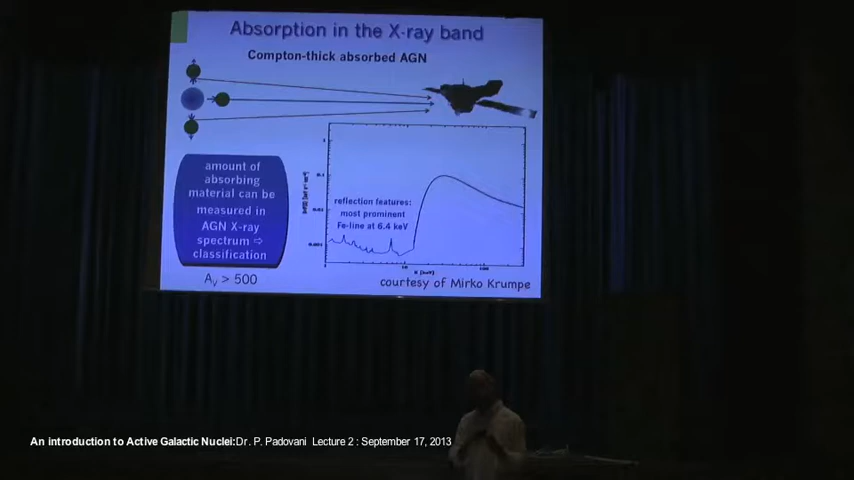 Absorption in the X-ray band
Compton-thick absorbed AGN
amount of
absorbing
material can be
measured in
AGN X-ray
spectrum ⇨
classification
A_V > 500
reflection features:
most prominent
Fe-line at 6.4 keV
courtesy of Mirko Krumpe
An introduction to Active Galactic Nuclei:Dr. P. Padovani Lecture 2 : September 17, 2013